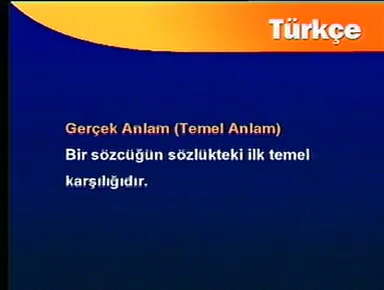 Türkçe
Gerçek Anlam (Temel Anlam)
Bir sözcüğün sözlükteki ilk temel
karşılığıdır.